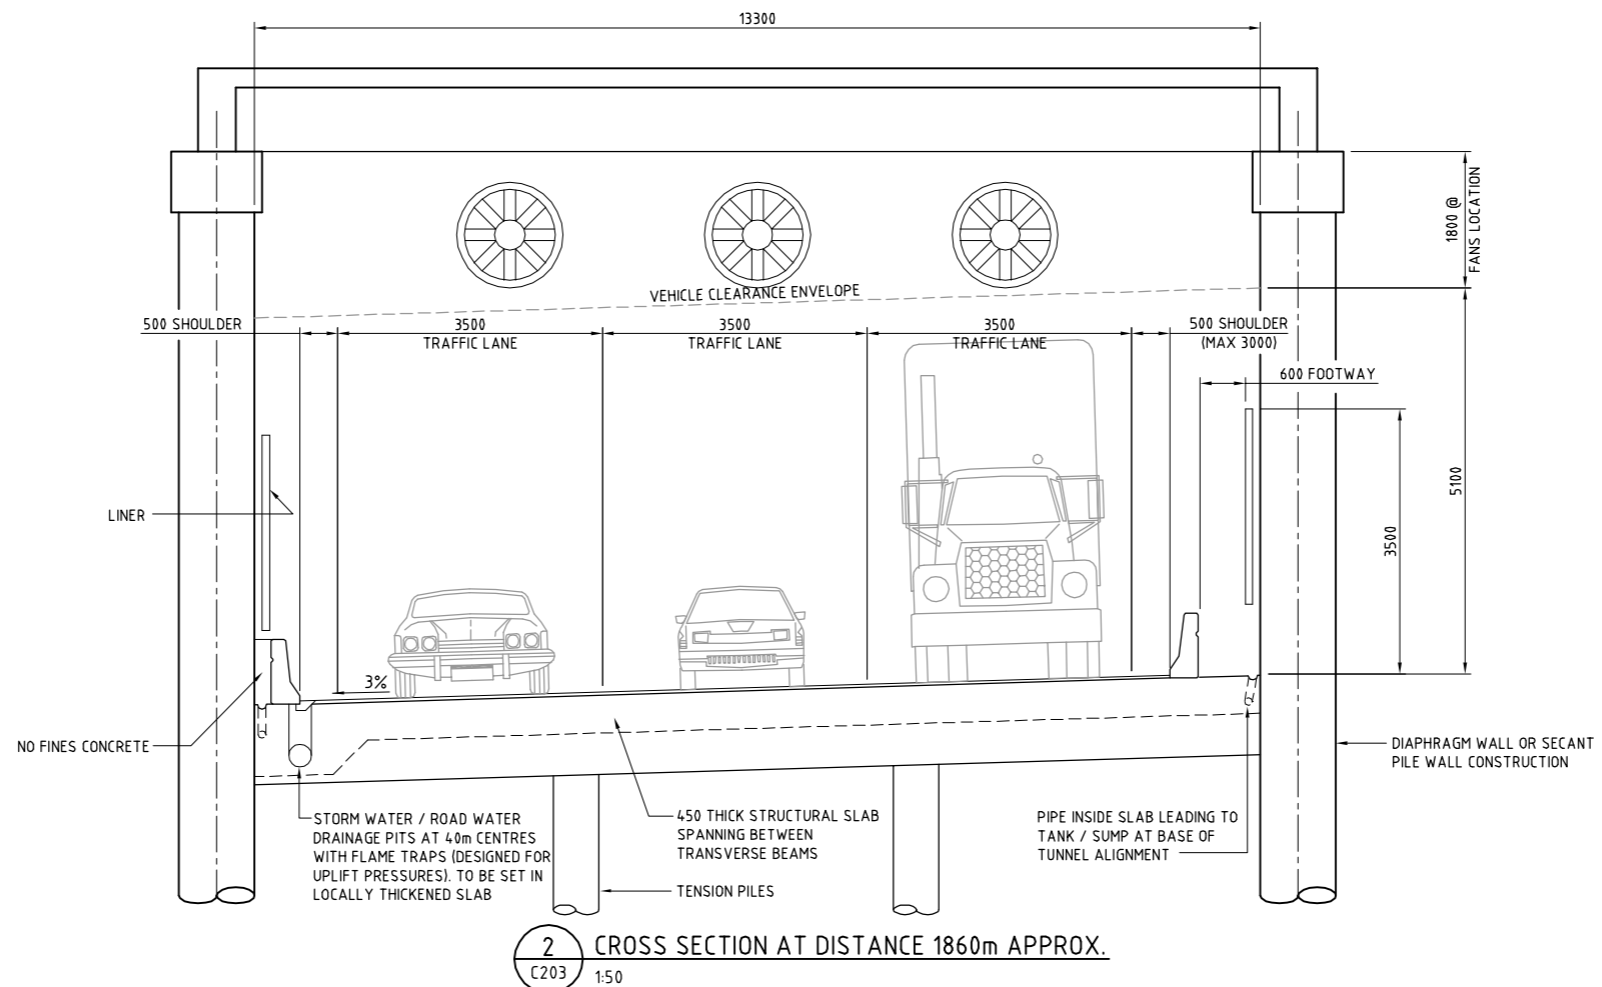 13300
1800 @
FANS LOCATION
VEHICLE CLEARANCE ENVELOPE
500 SHOULDER
3500
TRAFFIC LANE
3500
TRAFFIC LANE
3500
TRAFFIC LANE
500 SHOULDER
(MAX 3000)
600 FOOTWAY
5100
3500
LINER
3%
NO FINES CONCRETE
DIAPHRAGM WALL OR SECANT
PILE WALL CONSTRUCTION
STORM WATER / ROAD WATER
DRAINAGE PITS AT 40m CENTRES
WITH FLAME TRAPS (DESIGNED FOR
UPLIFT PRESSURES). TO BE SET IN
LOCALLY THICKENED SLAB
450 THICK STRUCTURAL SLAB
SPANNING BETWEEN
TRANSVERSE BEAMS
PIPE INSIDE SLAB LEADING TO
TANK / SUMP AT BASE OF
TUNNEL ALIGNMENT
TENSION PILES
2
C203
CROSS SECTION AT DISTANCE 1860m APPROX.
1:50